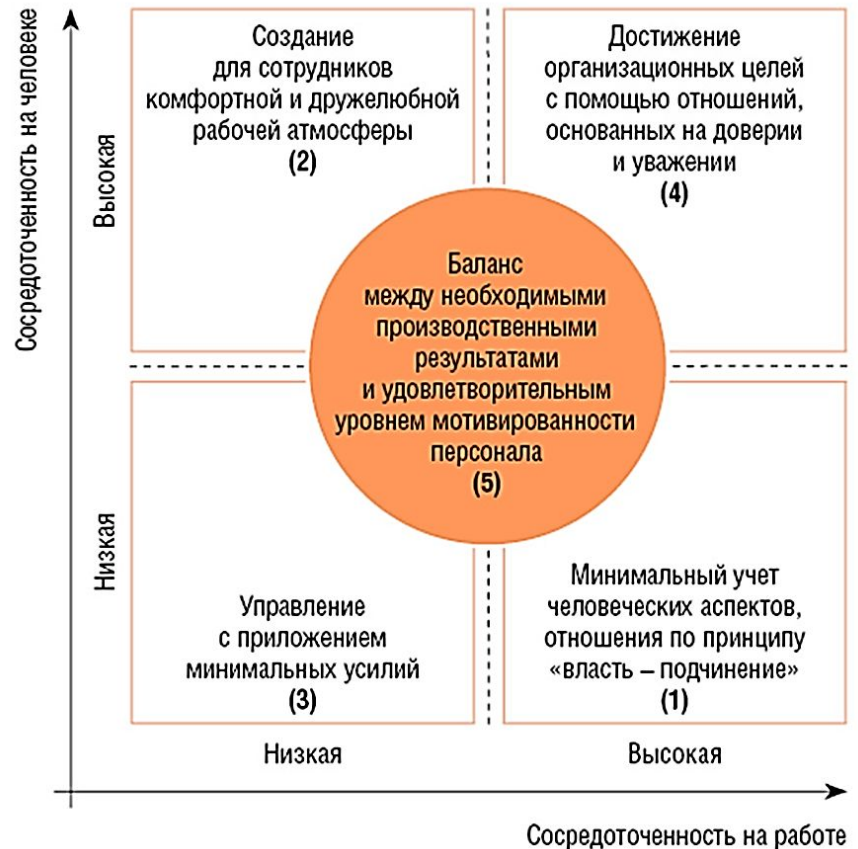 Сосредоточенность на человеке
Высокая
Низкая
Создание
для сотрудников
комфортной и дружелюбной
рабочей атмосферы
(2)
Достижение
организационных целей
с помощью отношений,
основанных на доверии
и уважении
(4)
Баланс
между необходимыми
производственными
результатами
и удовлетворительным
уровнем мотивированности
персонала
(5)
Управление
с приложением
минимальных усилий
(3)
Минимальный учет
человеческих аспектов,
отношения по принципу
«власть – подчинение»
(1)
Низкая
Высокая
Сосредоточенность на работе